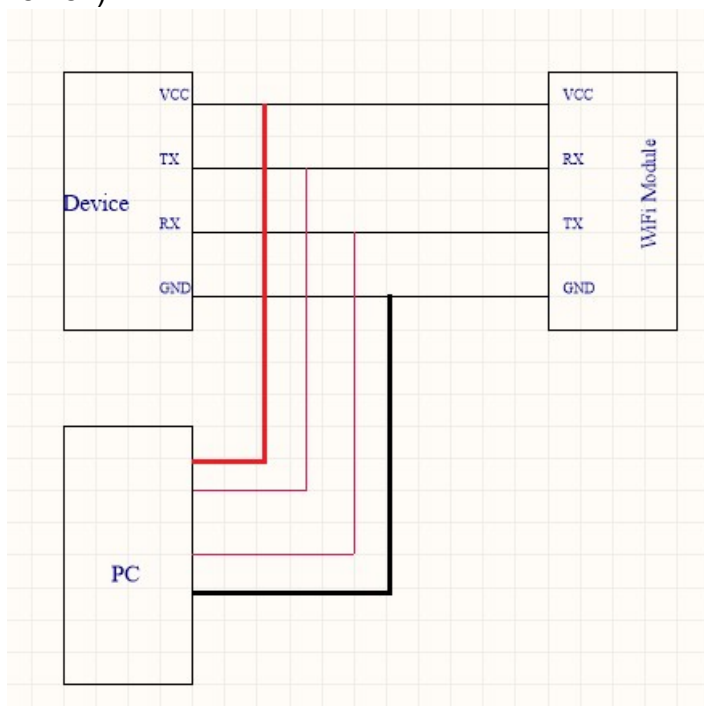 VCC
TX
Device
RX
GND
VCC
RX
WiFi Module
TX
GND
PC